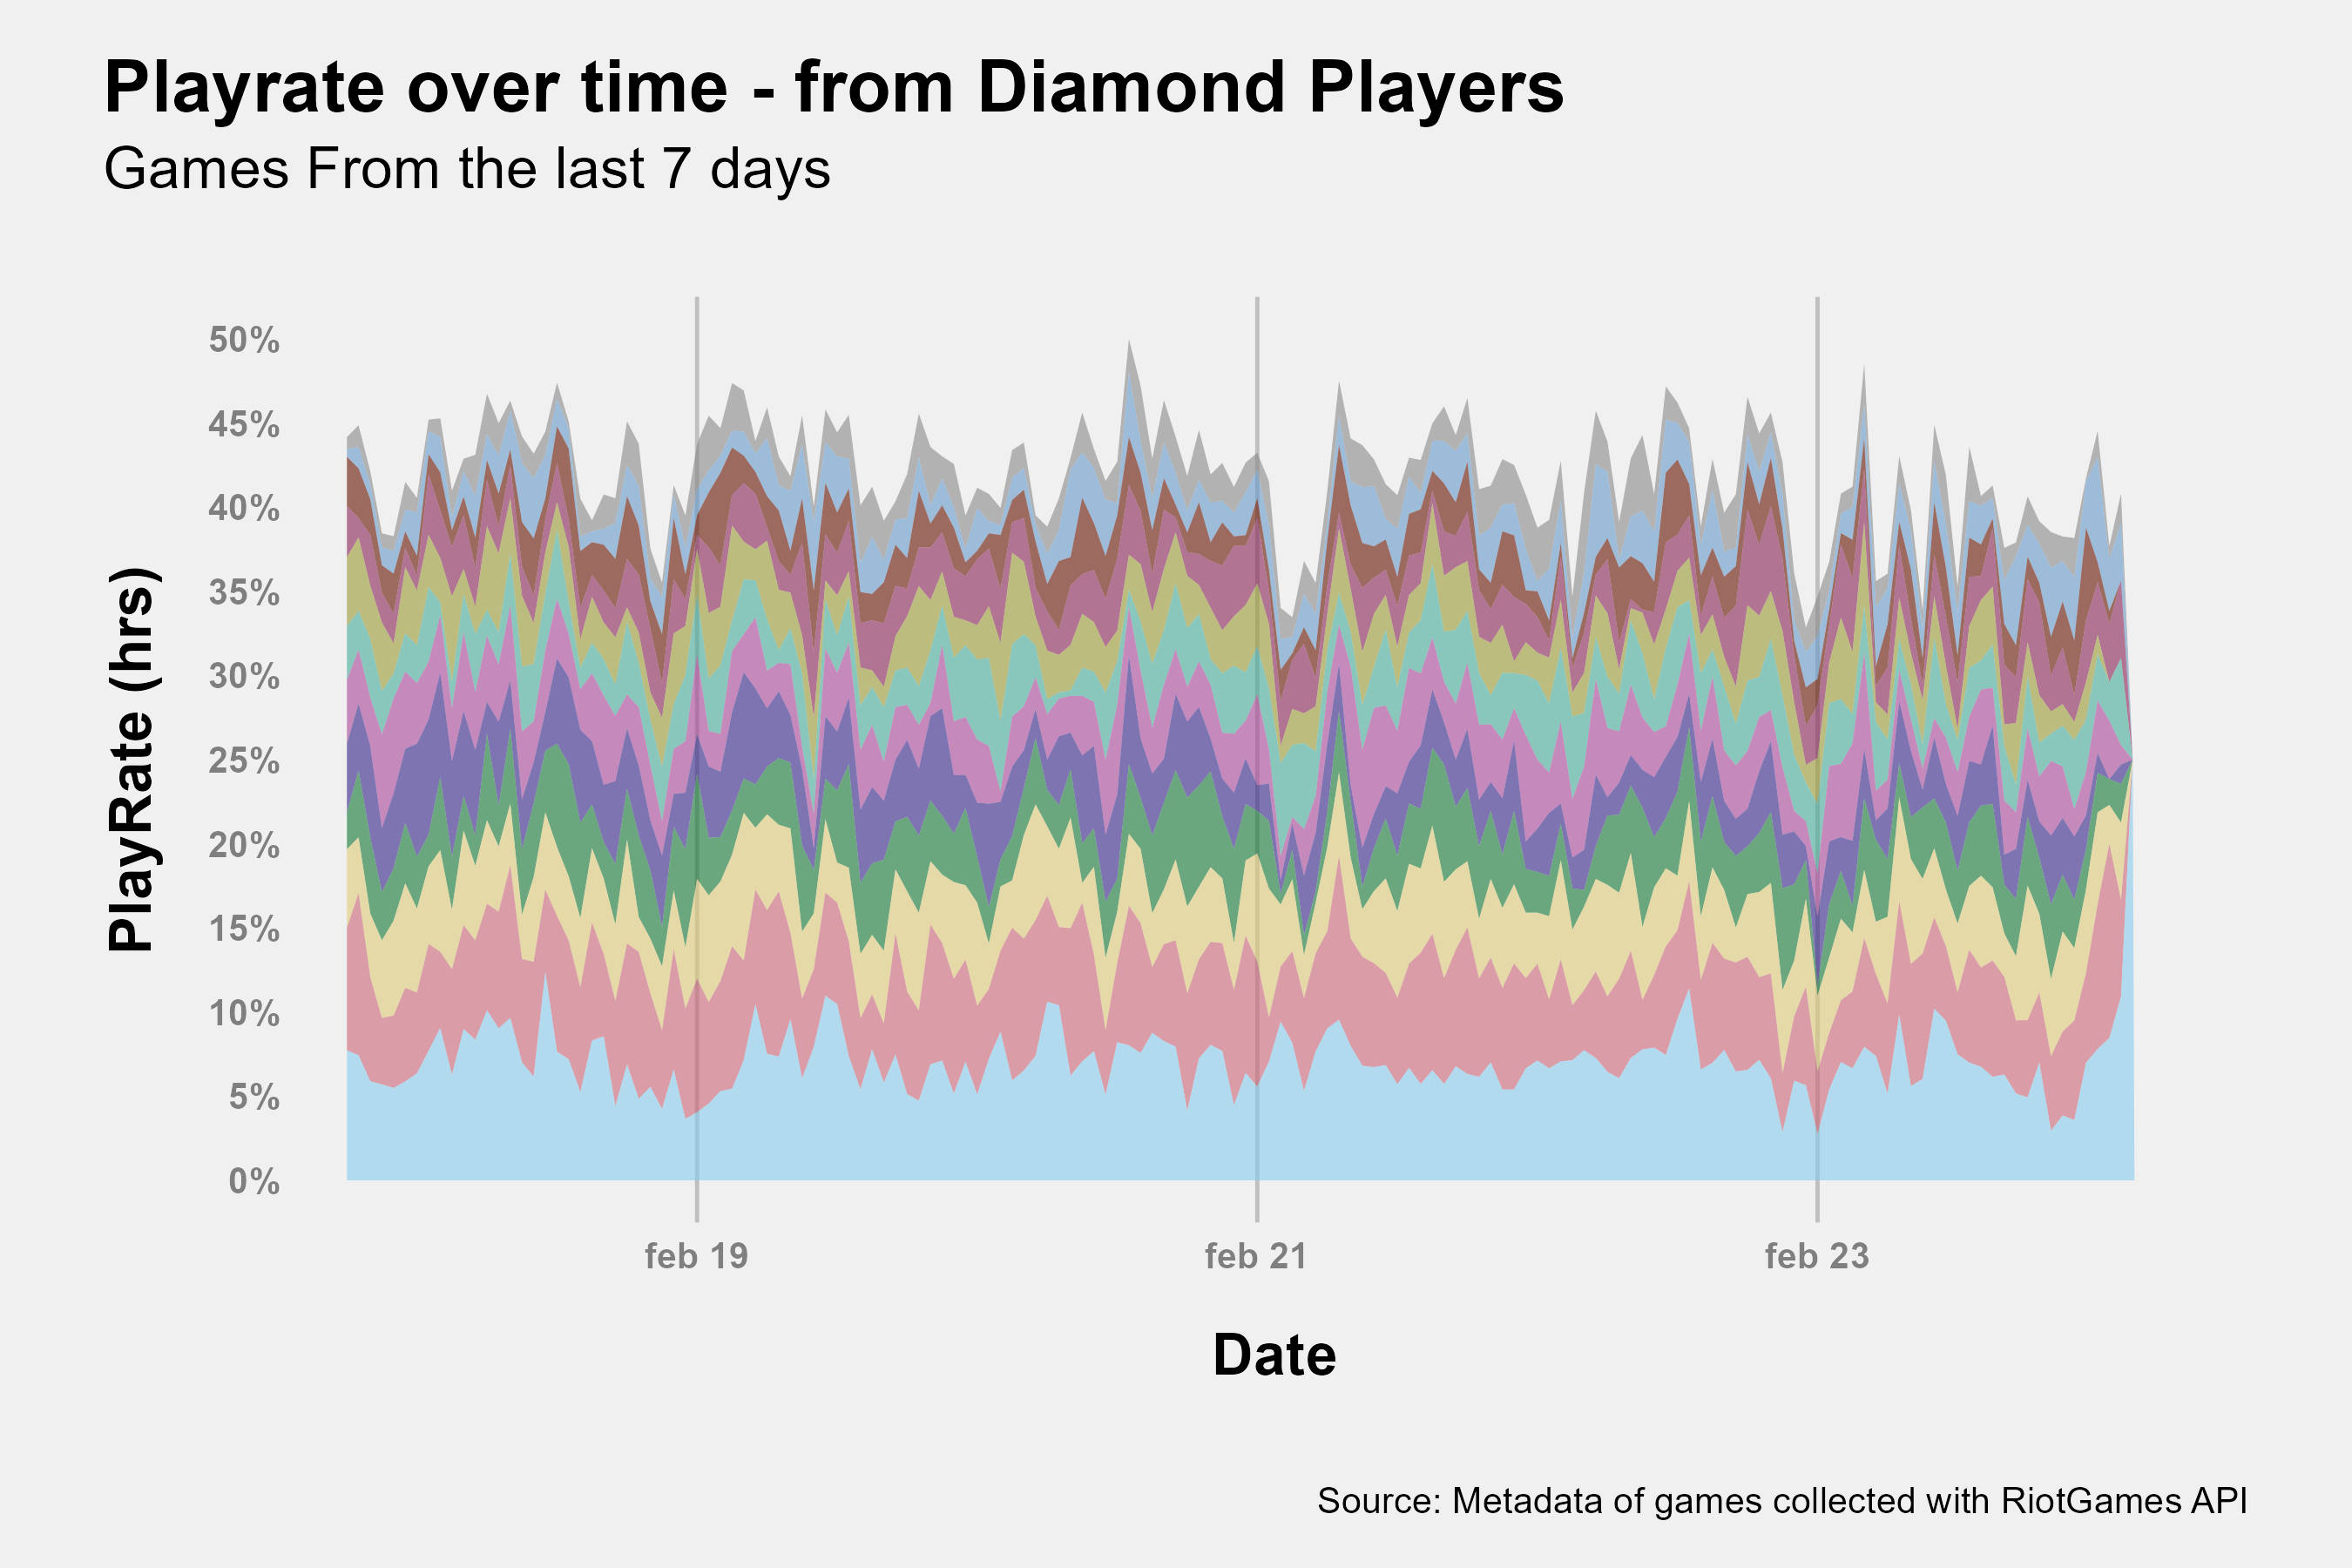 Playrate over time - from Diamond Players
Games From the last 7 days
50%
45%
40%
35%
30%
25%
20%
15%
10%
5%
0%
PlayRate (hrs)
feb 19
feb 21
feb 23
Date
Source: Metadata of games collected with RiotGames API